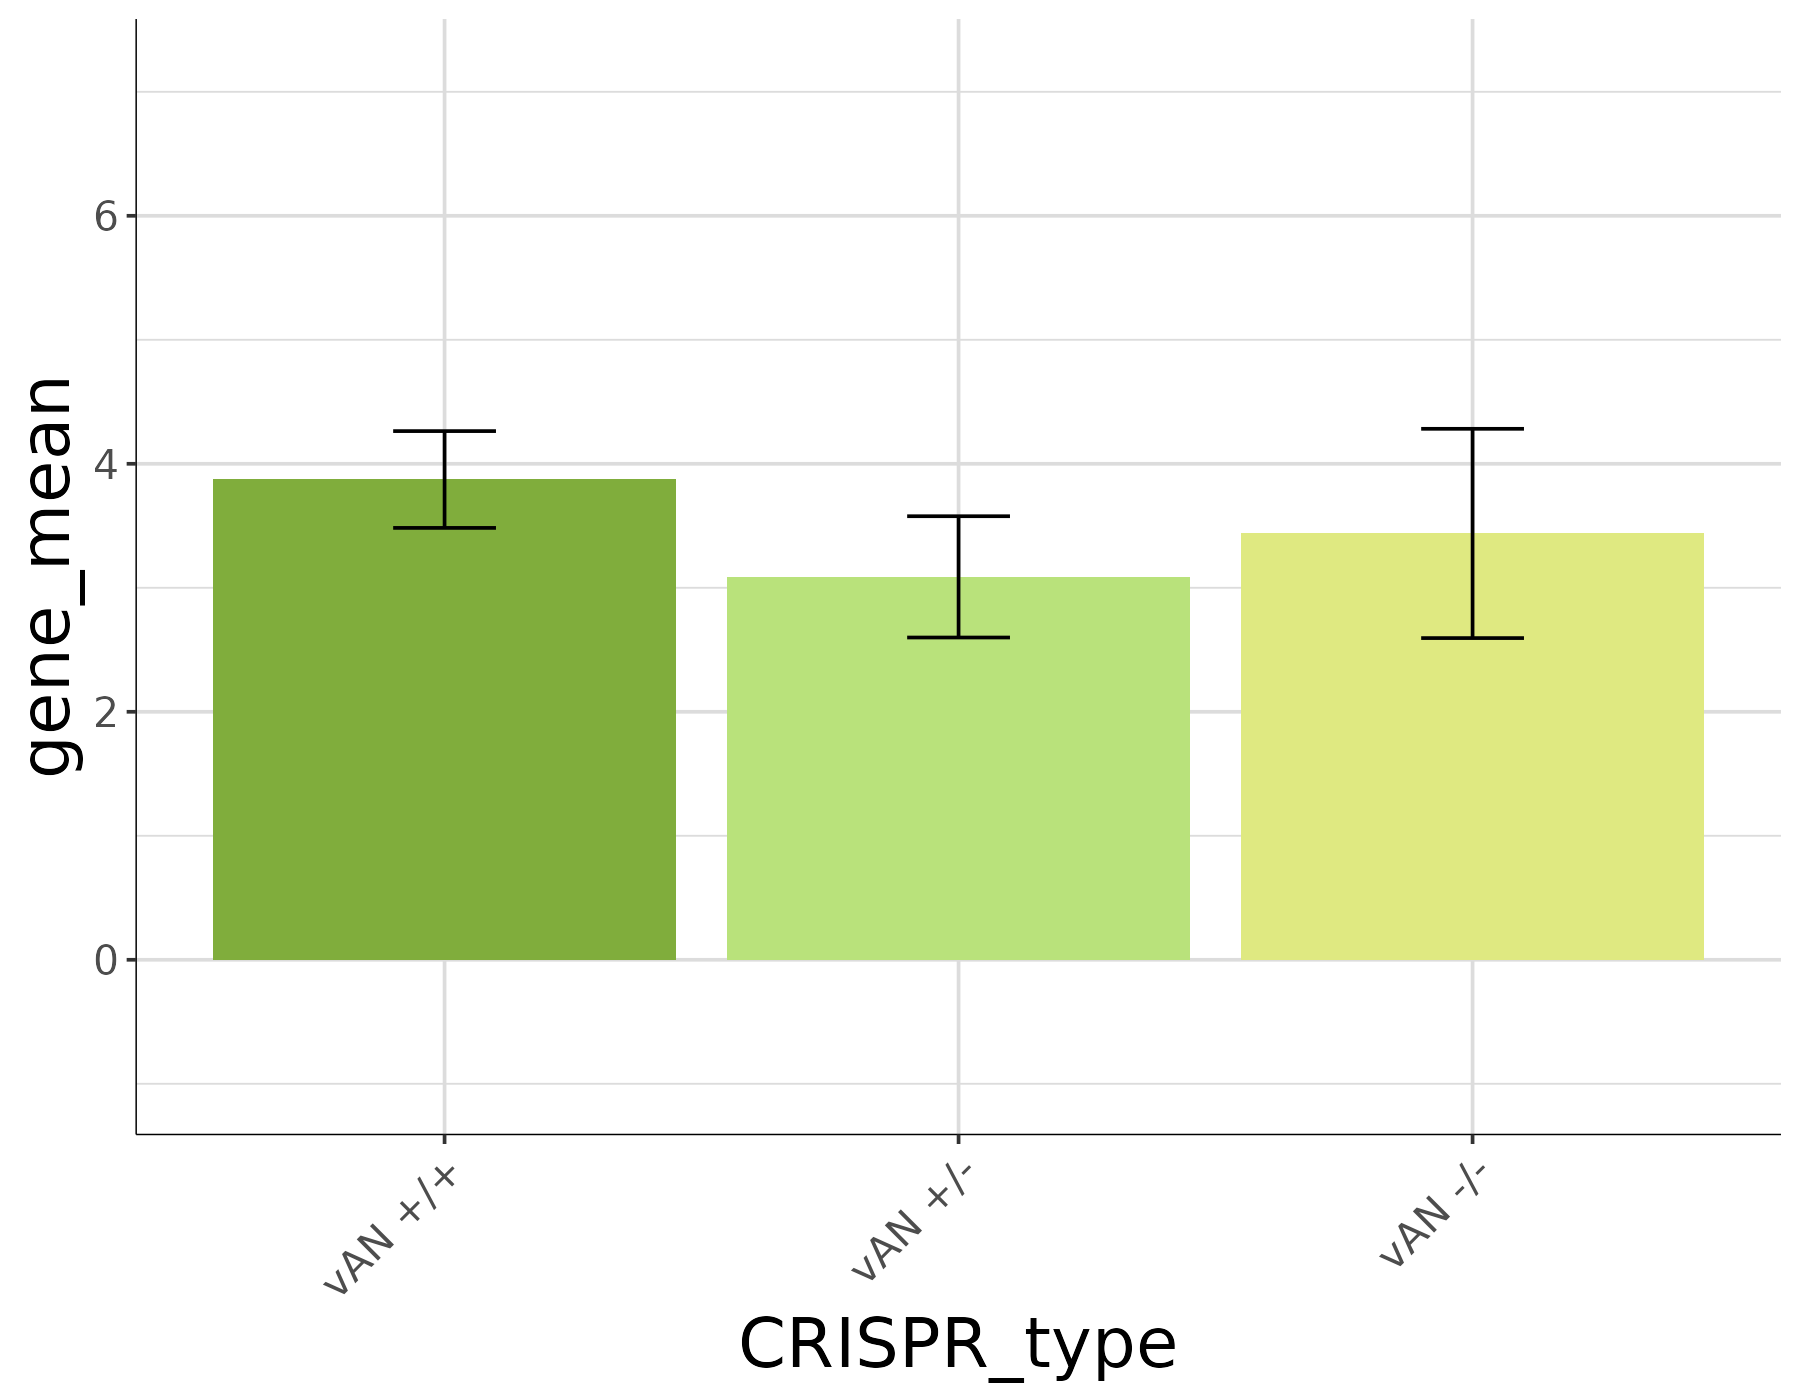 gene_mean
6
4
2
0
vAN +/+
vAN +/-
vAN -/-
CRISPR_type